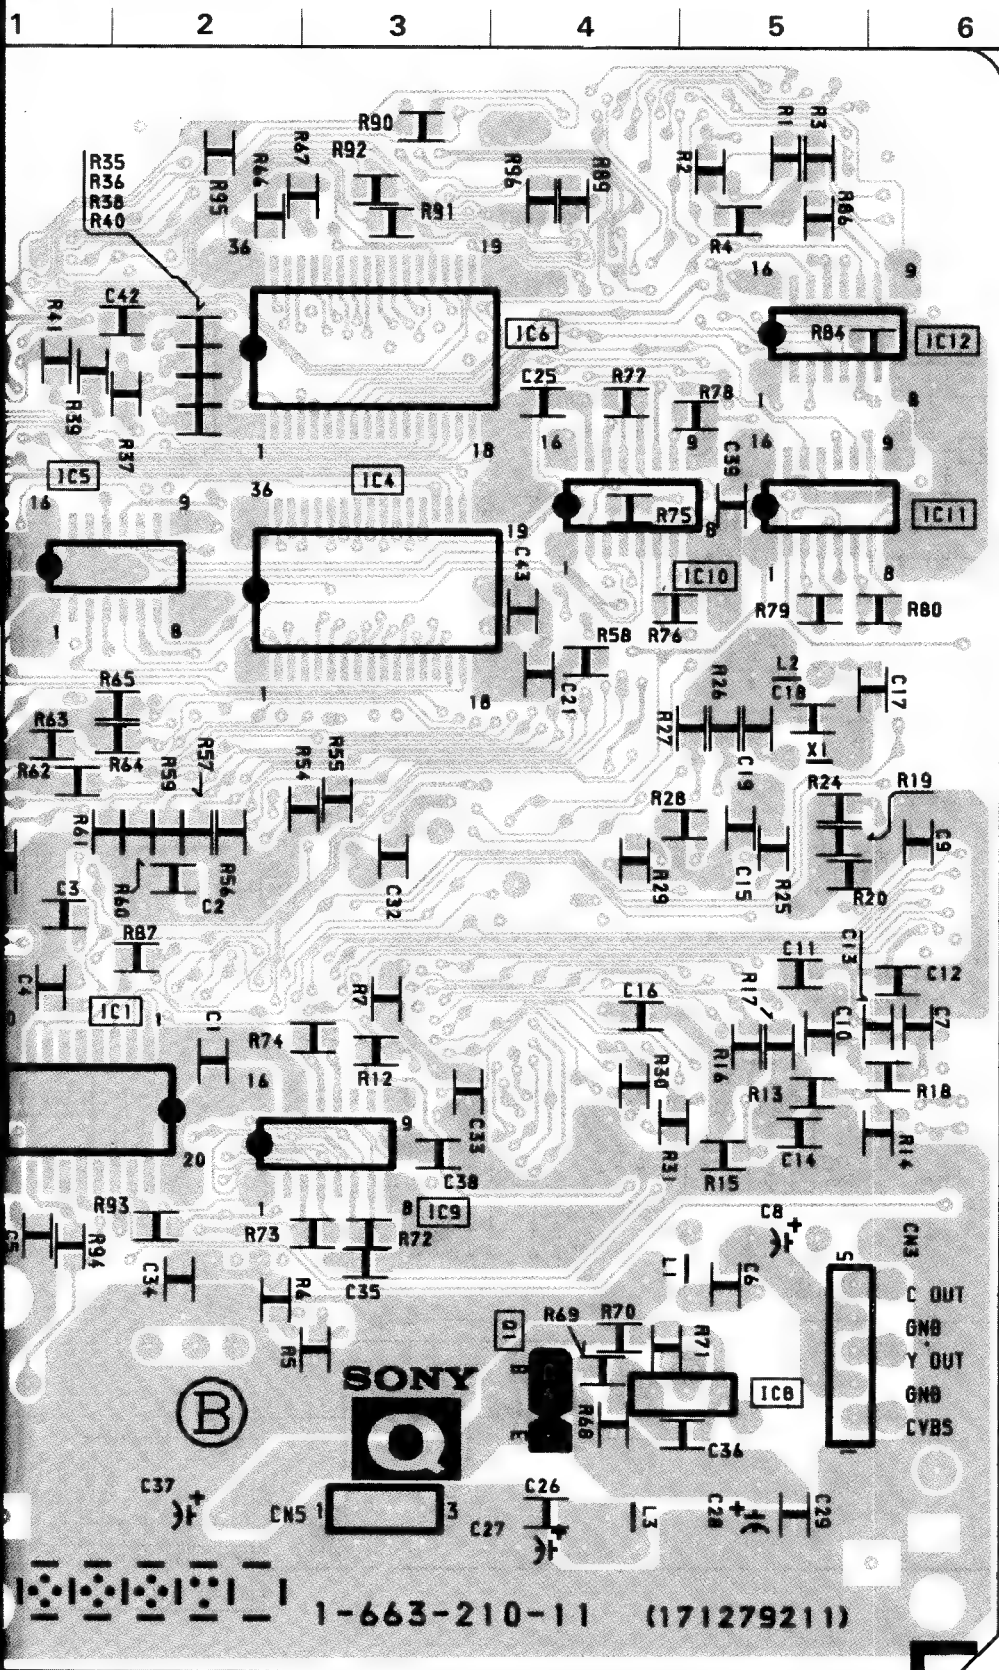 1 2 3 4 5 6
R90
R92
R67
R66
R95
R91
R96
R89
R1
R3
R2
R86
R4
R35
R36
R38
R40
36
19
16
9
R41
C42
IC6
R84
IC12
C25
R77
R78
R39
R37
1
18
16
9
1
8
16
9
IC5
16
9
36
IC4
C39
R75
8
IC11
19
C43
1
IC10
1
8
1
8
R58
R76
R79
R80
R65
1
18
C21
R26
L2
C18
C17
R63
R62
R64
R59
R57
R54
R55
R27
X1
C19
R24
R19
R28
R61
C9
C3
R60
C2
R56
C32
R29
C15
R25
R20
R87
C11
C13
C12
C4
IC1
1
C1
R7
C16
R17
C10
C7
R74
R12
R30
R16
R13
R18
16
9
C33
20
C38
R31
R15
C14
R14
R93
1
8
IC9
C8
+
C5
R94
R73
R72
CN3
C34
R6
C35
L1
C6
5
C OUT
GND
Y OUT
GND
CVBS
1
R5
Q1
R69
R70
R71
SONY
Q
B
B
E
R68
IC8
C36
C37
+
CN5
1
3
C26
C27
+
L3
C28
+
C29
1-663-210-11 (171279211)